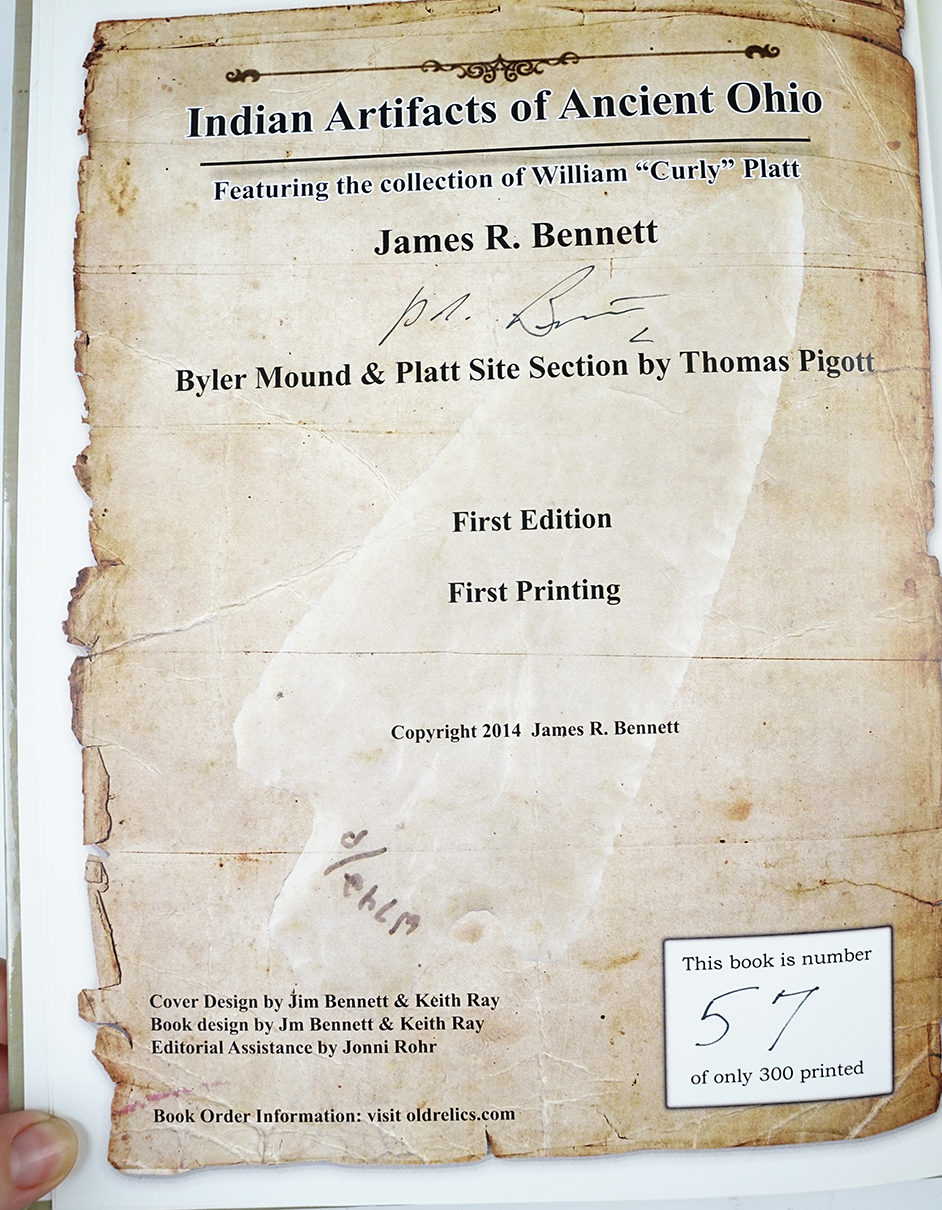 Indian Artifacts of Ancient Ohio
Featuring the collection of William “Curly” Platt
James R. Bennett
Byler Mound & Platt Site Section by Thomas Pigott
First Edition
First Printing
Copyright 2014  James R. Bennett
Cover Design by Jim Bennett & Keith Ray
Book design by Jm Bennett & Keith Ray
Editorial Assistance by Jonni Rohr
Book Order Information: visit oldrelics.com
This book is number
57
of only 300 printed